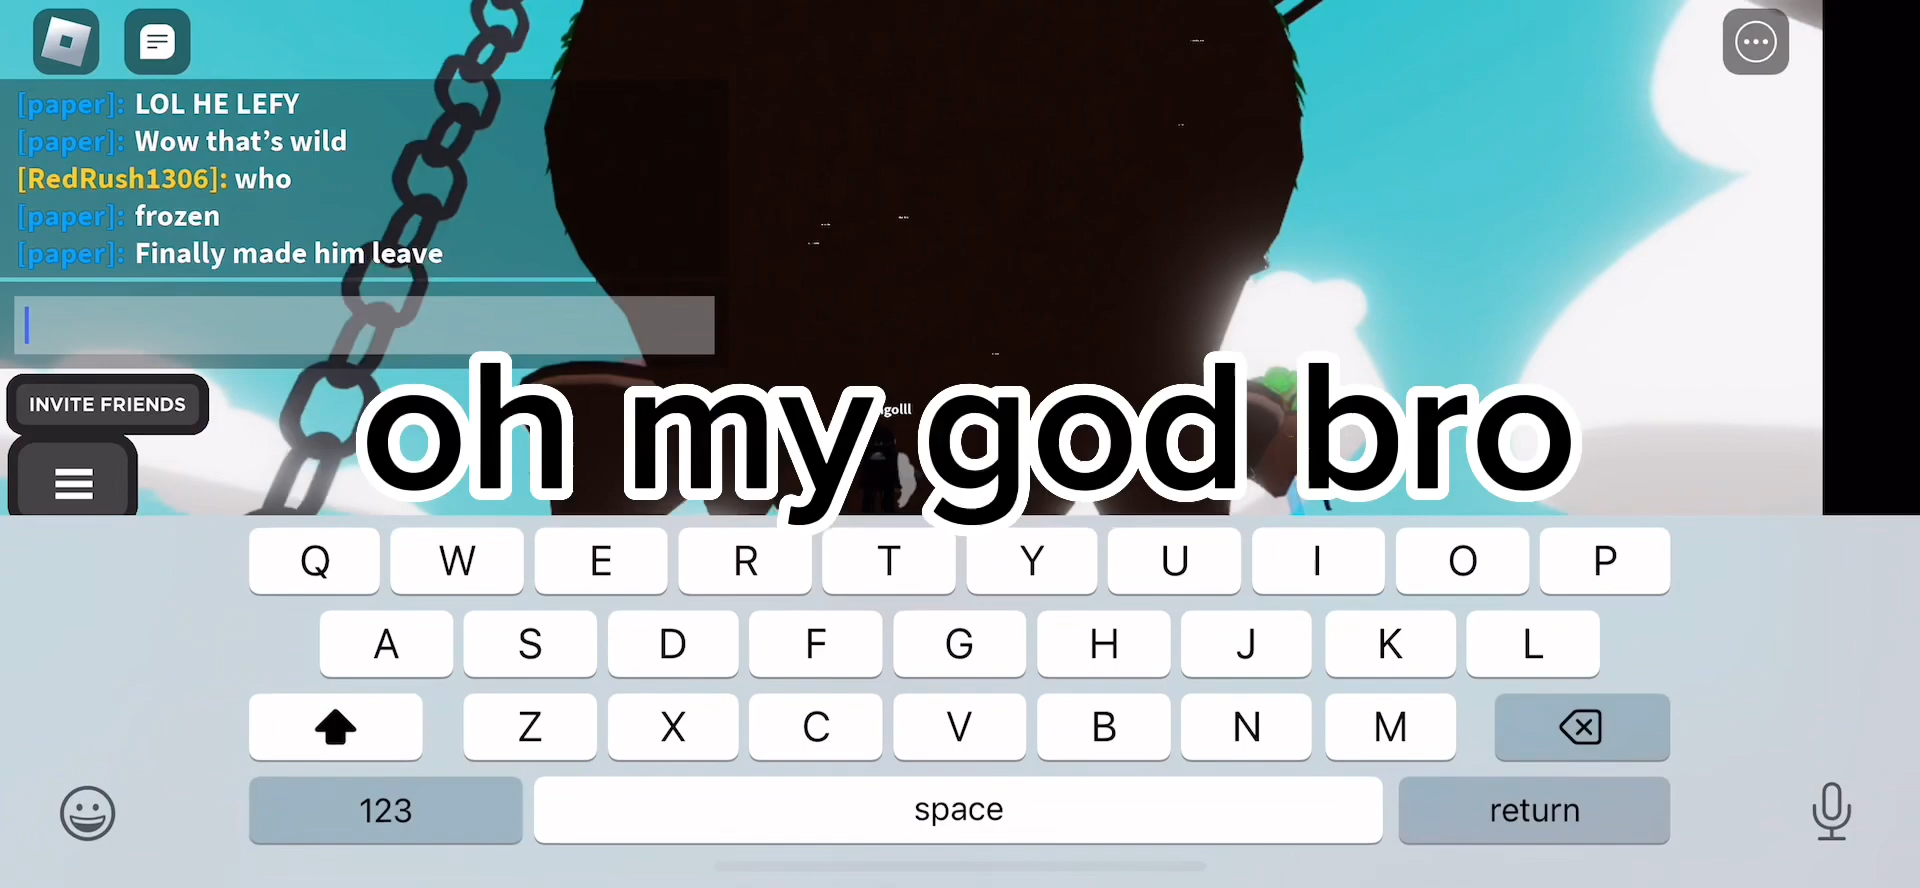 [paper]: LOL HE LEFY
[paper]: Wow that’s wild
[RedRush1306]: who
[paper]: frozen
[paper]: Finally made him leave
INVITE FRIENDS
oh my god bro
Q W E R T Y U I O P
A S D F G H J K L
Z X C V B N M
123 space return